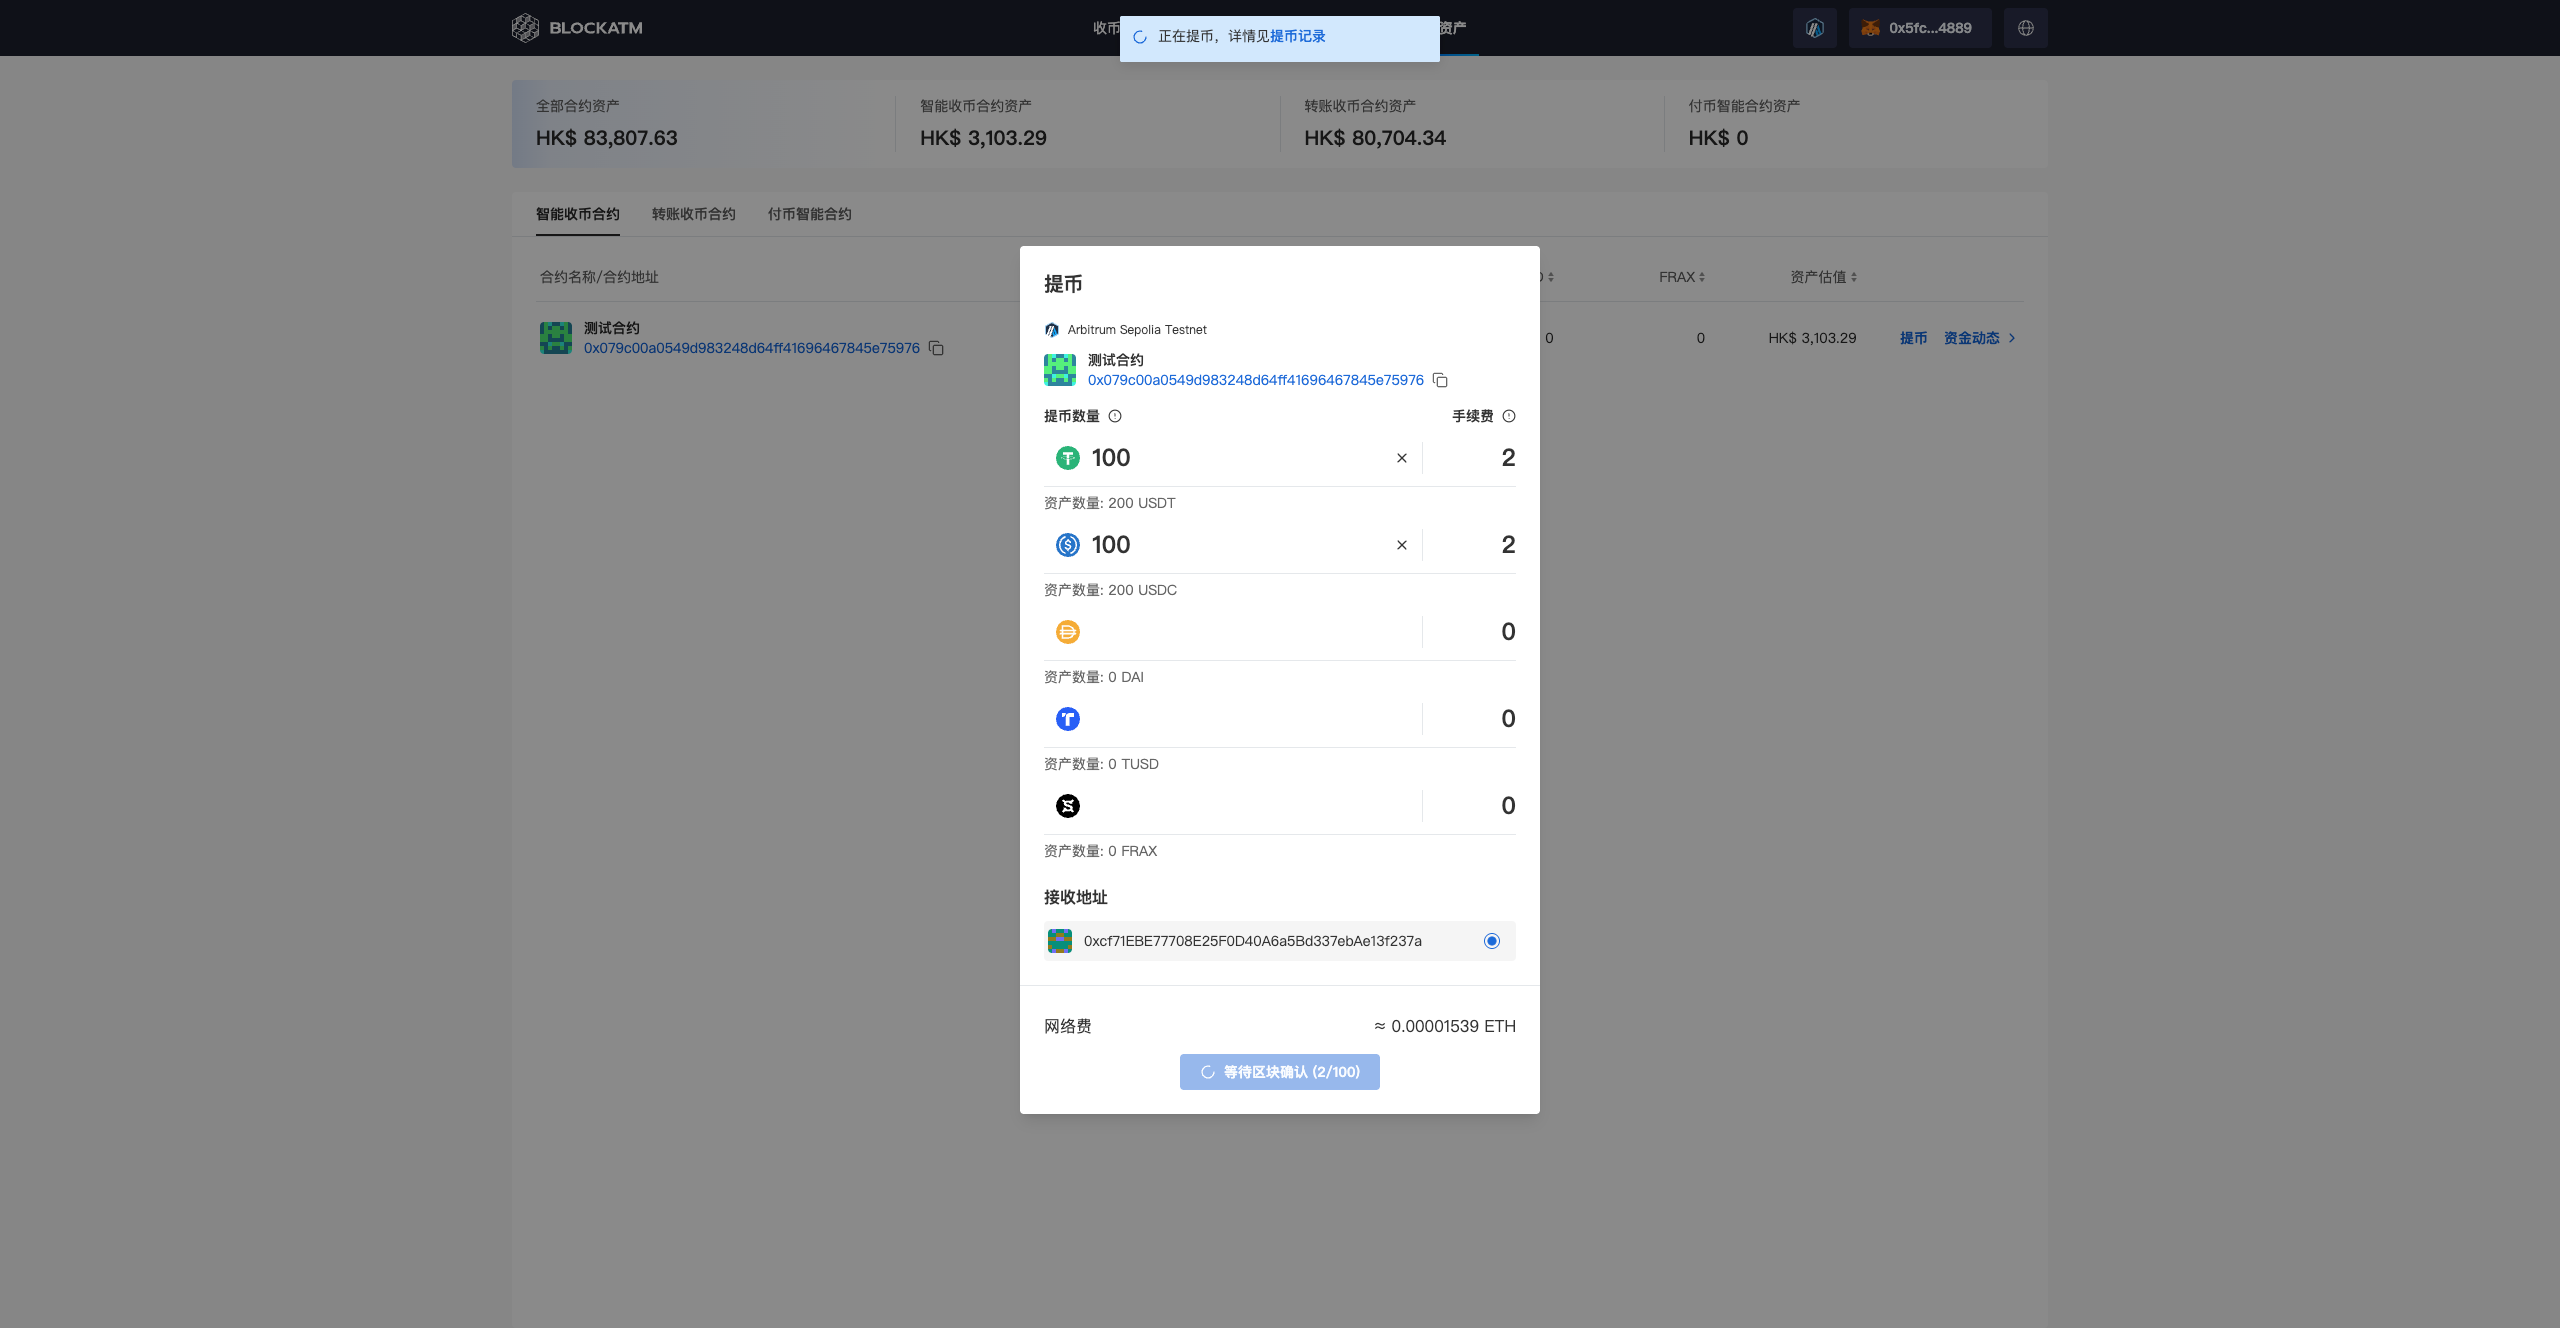 BLOCKATM
收币
资产
0x5fc...4889
正在提币，详情见提币记录
全部合约资产
HK$ 83,807.63
智能收币合约资产
HK$ 3,103.29
转账收币合约资产
HK$ 80,704.34
付币智能合约资产
HK$ 0
智能收币合约 转账收币合约 付币智能合约
合约名称/合约地址
FRAX
资产估值
测试合约
0x079c00a0549d983248d64ff41696467845e75976
0
0
HK$ 3,103.29
提币
资金动态
提币
Arbitrum Sepolia Testnet
测试合约
0x079c00a0549d983248d64ff41696467845e75976
提币数量 手续费
100 2
资产数量: 200 USDT
100 2
资产数量: 200 USDC
0
资产数量: 0 DAI
0
资产数量: 0 TUSD
0
资产数量: 0 FRAX
接收地址
0xcf71EBE77708E25F0D40A6a5Bd337ebAe13f237a
网络费 ≈ 0.00001539 ETH
等待区块确认 (2/100)